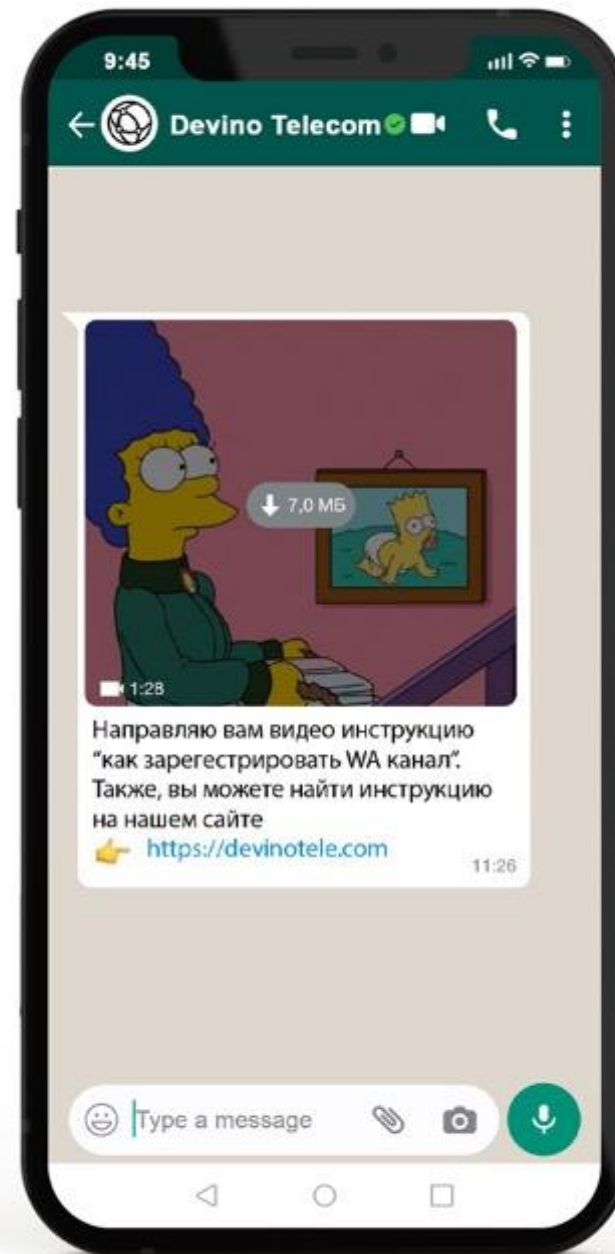 9:45
Devino Telecom
7,0 МБ
1:28
Направляю вам видео инструкцию
“как зарегестрировать WA канал”.
Также, вы можете найти инструкцию
на нашем сайте
👉 https://devinotele.com
11:26
Type a message